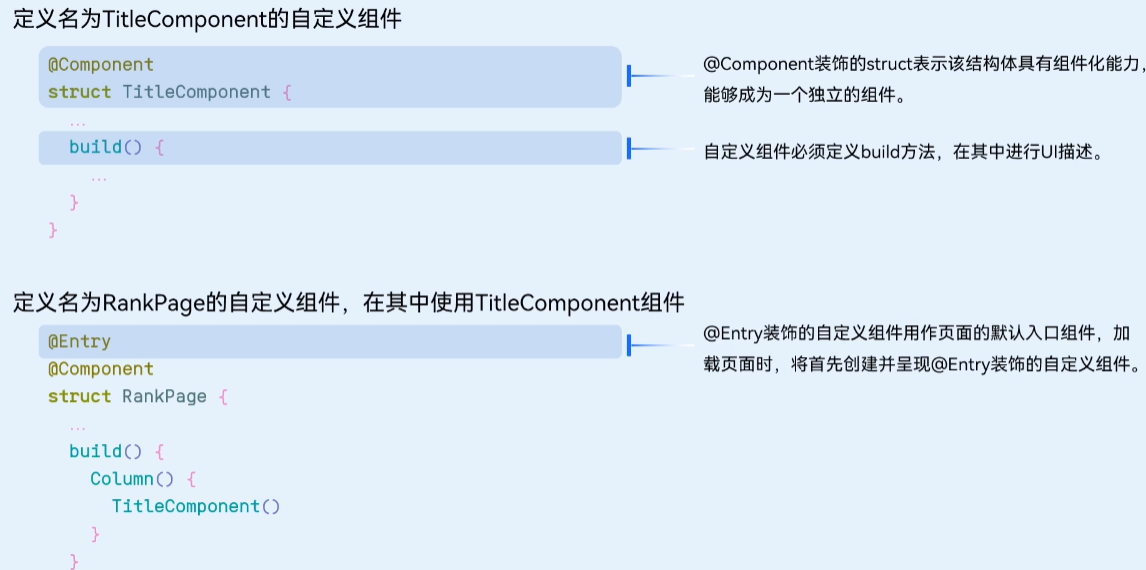 定义名为TitleComponent的自定义组件
@Component
struct TitleComponent {
...
build() {
...
}
}
@Component装饰的struct表示该结构体具有组件化能力,
能够成为一个独立的组件。
自定义组件必须定义build方法，在其中进行UI描述。
定义名为RankPage的自定义组件，在其中使用TitleComponent组件
@Entry
@Component
struct RankPage {
...
build() {
Column() {
TitleComponent()
}
}
@Entry装饰的自定义组件用作页面的默认入口组件，加
载页面时，将首先创建并呈现@Entry装饰的自定义组件。